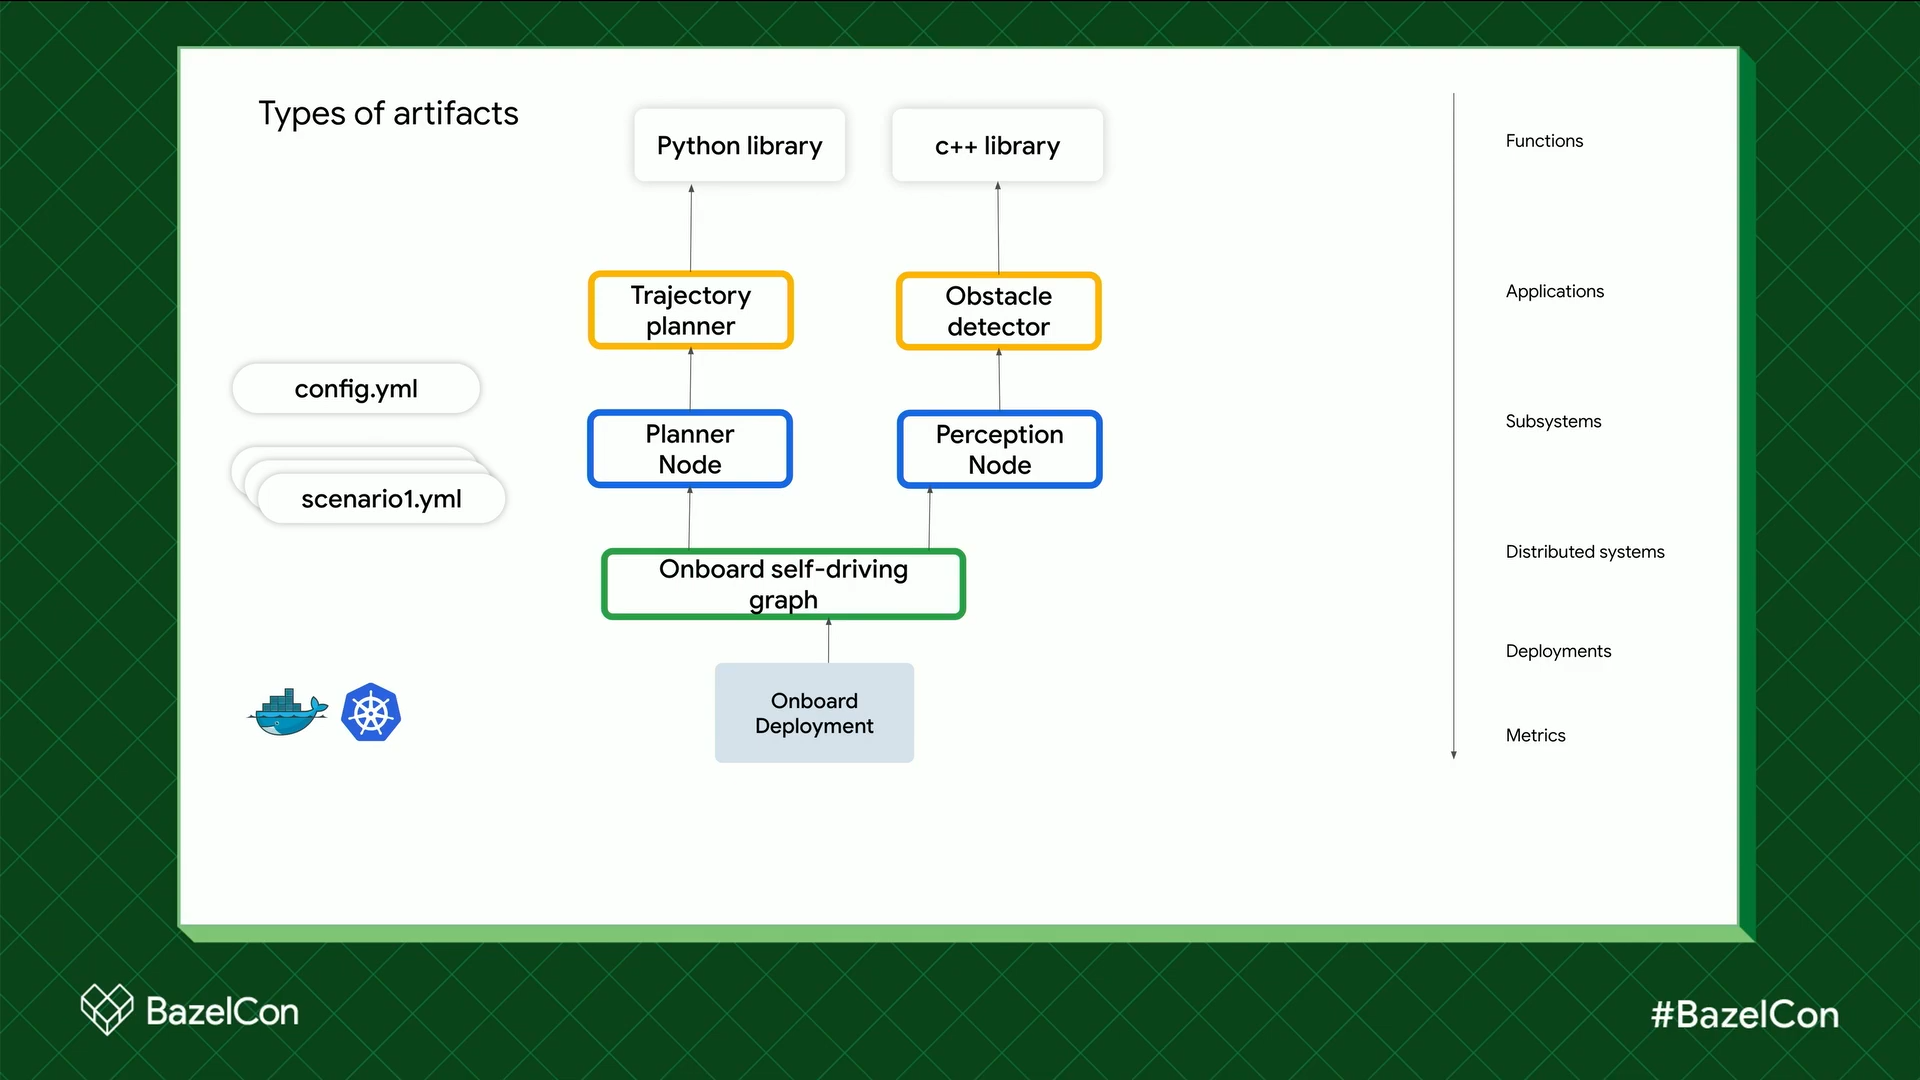 Types of artifacts
Python library
c++ library
Functions
Trajectory
planner
Obstacle
detector
Applications
config.yml
Planner
Node
Perception
Node
Subsystems
scenario1.yml
Onboard self-driving
graph
Distributed systems
Onboard
Deployment
Deployments
Metrics
BazelCon
#BazelCon